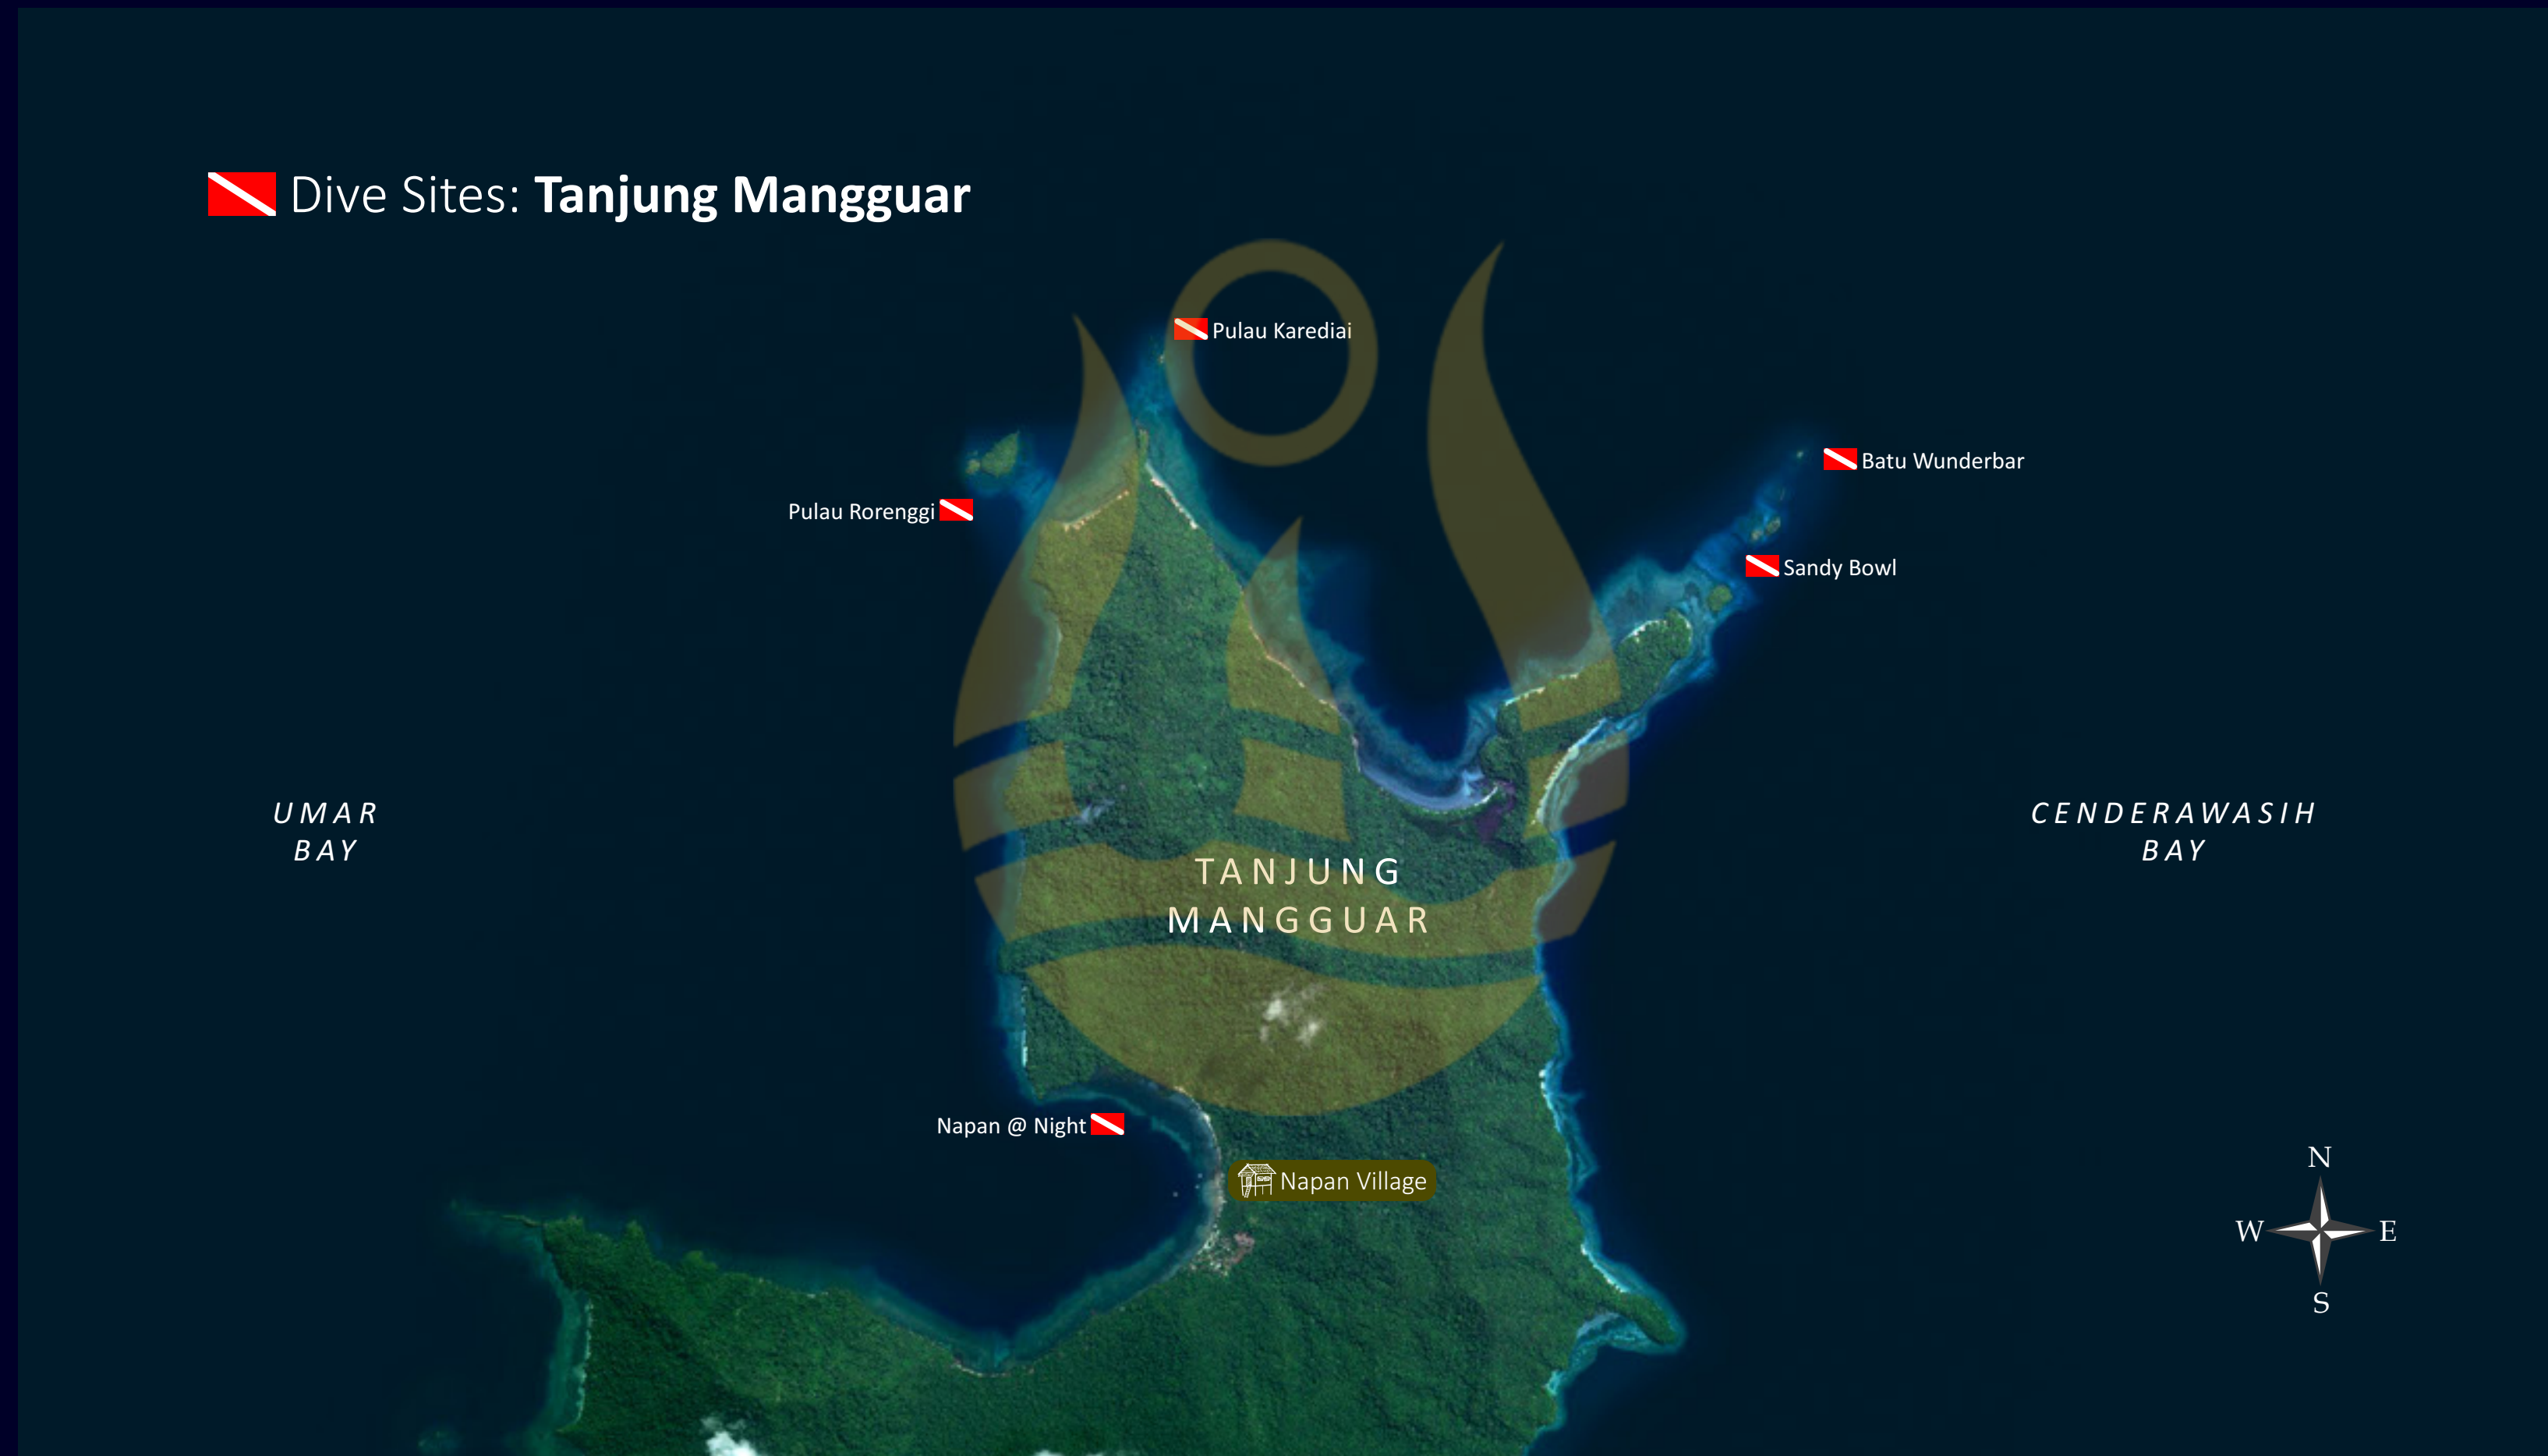 Dive Sites: Tanjung Mangguar
Pulau Karediai
Batu Wunderbar
Pulau Rorenggi
Sandy Bowl
UMAR
BAY
CENDERAWASIH
BAY
TANJUNG
MANGGUAR
Napan @ Night
Napan Village
N
W
E
S